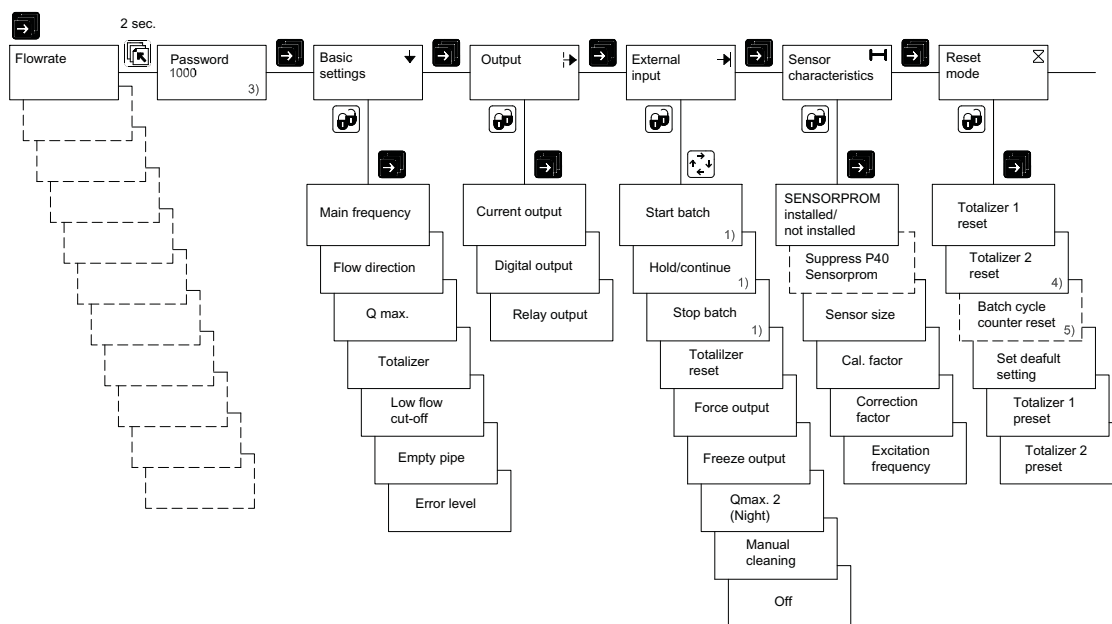 2 sec.
Flowrate
Password
1000
3)
Basic
settings
Output
External
input
Sensor
characteristics
Reset
mode
Main frequency
Flow direction
Q max.
Totalizer
Low flow
cut-off
Empty pipe
Error level
Current output
Digital output
Relay output
Start batch
1)
Hold/continue
1)
Stop batch
1)
Totalilzer
reset
Force output
Freeze output
Qmax. 2
(Night)
Manual
cleaning
Off
SENSORPROM
installed/
not installed
Suppress P40
Sensorprom
Sensor size
Cal. factor
Correction
factor
Excitation
frequency
Totalizer 1
reset
Totalizer 2
reset
4)
Batch cycle
counter reset
5)
Set deafult
setting
Totalizer 1
preset
Totalizer 2
preset